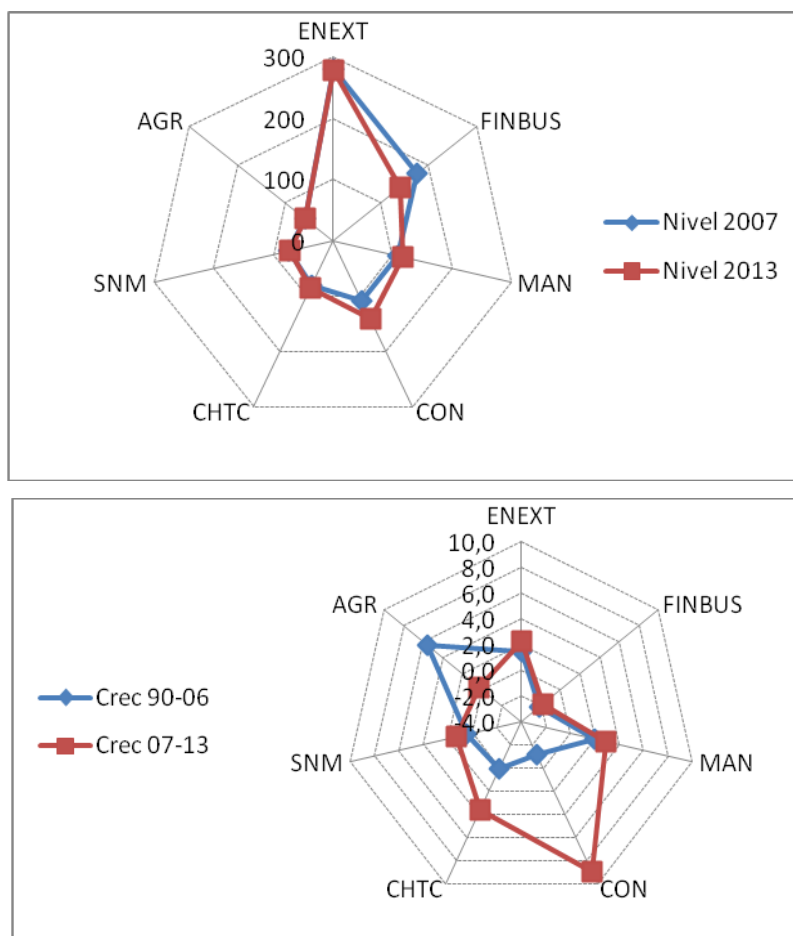 ENEXT
300
200
100
0
AGR
FINBUS
SNM
MAN
CHTC
CON
Nivel 2007
Nivel 2013
ENEXT
10,0
8,0
6,0
4,0
2,0
0,0
-2,0
-4,0
AGR
FINBUS
SNM
MAN
CHTC
CON
Crec 90-06
Crec 07-13